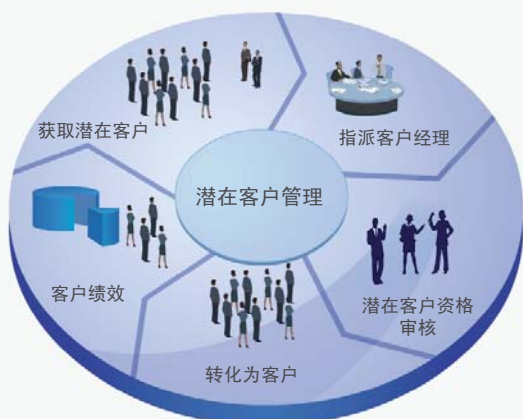 获取潜在客户
指派客户经理
潜在客户管理
客户绩效
潜在客户资格
审核
转化为客户